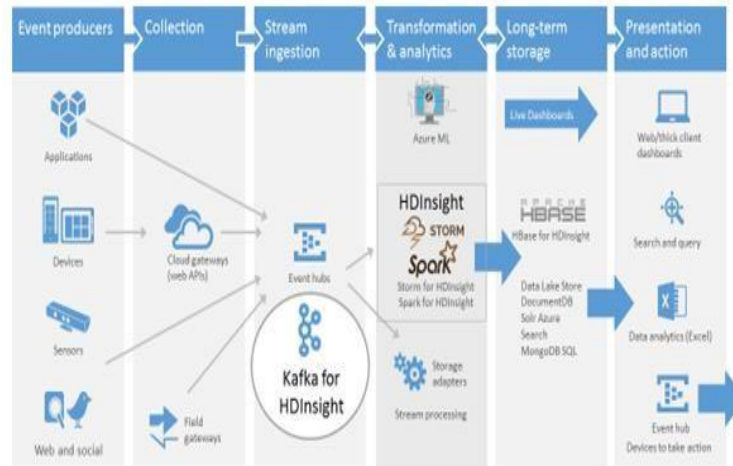 Event producers
Collection
Stream
ingestion
Transformation
& analytics
Long-term
storage
Presentation
and action
Applications
Devices
Sensors
Web and social
Cloud gateways
(web APIs)
Field
gateways
Event hubs
Kafka for
HDInsight
Azure ML
HDInsight
STORM
Spark
Storm for HDInsight
Spark for HDInsight
Storage
adapters
Stream processing
Live Dashboards
APACHE
HBASE
HBase for HDInsight
Data Lake Store
DocumentDB
Solr Azure
Search
MongoDB SQL
Web/thick client
dashboards
Search and query
Data analytics (Excel)
Event hub
Devices to take action